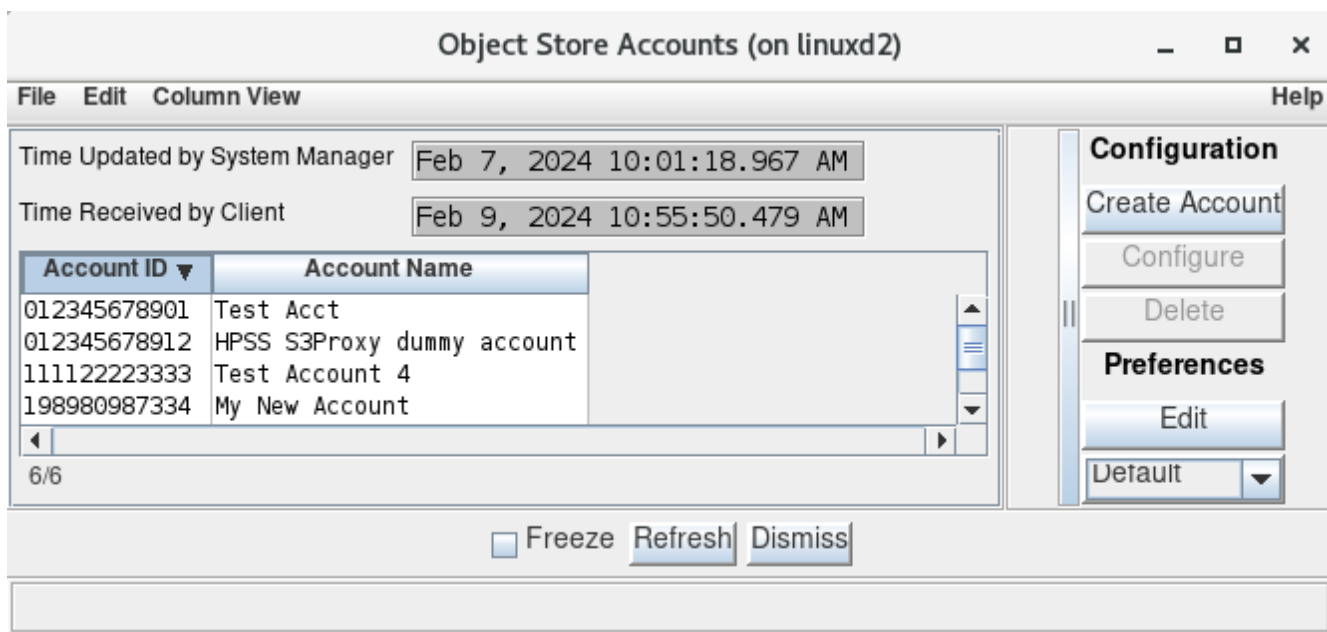 Object Store Accounts (on linuxd2)
File Edit Column View Help
Time Updated by System Manager Feb 7, 2024 10:01:18.967 AM
Time Received by Client Feb 9, 2024 10:55:50.479 AM
Account ID Account Name
012345678901 Test Acct
012345678912 HPSS S3Proxy dummy account
111122223333 Test Account 4
198980987334 My New Account
6/6
Configuration
Create Account
Configure
Delete
Preferences
Edit
Default
Freeze Refresh Dismiss